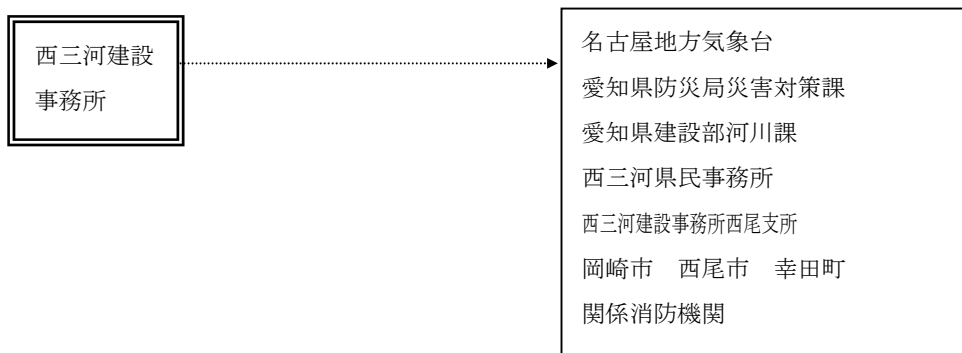 西三河建設
事務所
名古屋地方気象台
愛知県防災局災害対策課
愛知県建設部河川課
西三河県民事務所
西三河建設事務所西尾支所
岡崎市　西尾市　幸田町
関係消防機関